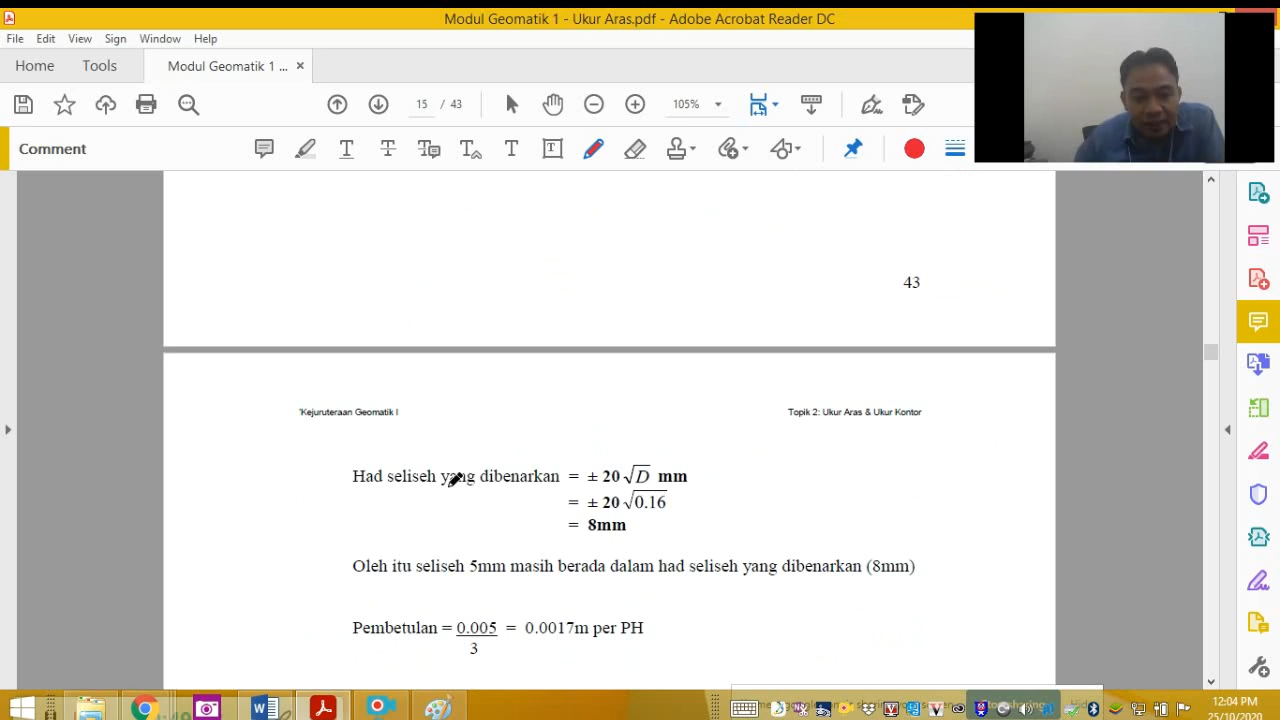 Modul Geomatik 1 - Ukur Aras.pdf - Adobe Acrobat Reader DC
File Edit View Sign Window Help
Home Tools Modul Geomatik 1 ... ×
15 / 43 105%
Comment
43
'Kejuruteraan Geomatik I Topik 2: Ukur Aras & Ukur Kontor
Had seliseh yang dibenarkan = ± 20 √D mm
= ± 20 √0.16
= 8mm
Oleh itu seliseh 5mm masih berada dalam had seliseh yang dibenarkan (8mm)
Pembetulan = 0.005 = 0.0017m per PH
3
12:04 PM
25/10/2020